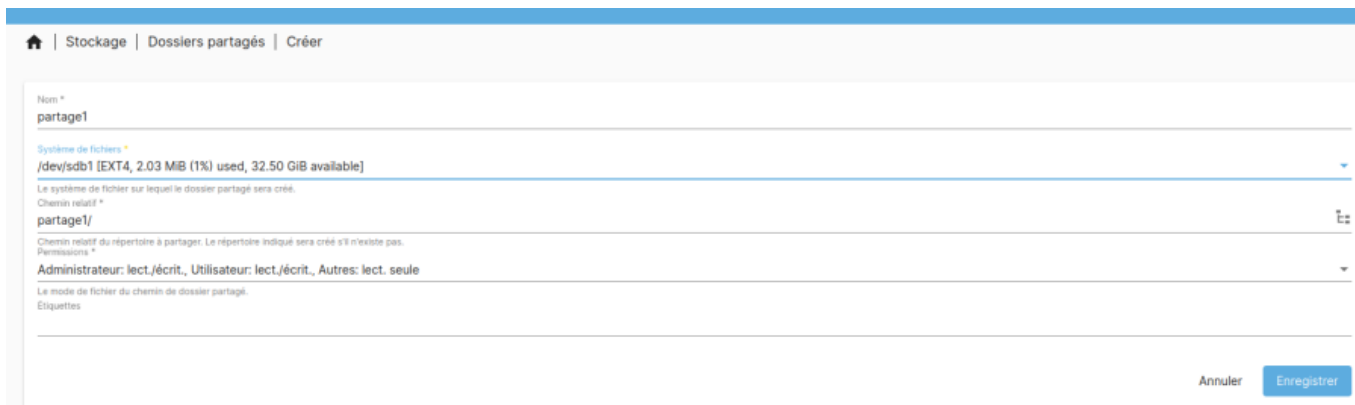 Stockage | Dossiers partagés | Créer
Nom *
partage1
Système de fichiers *
/dev/sdb1 [EXT4, 2.03 MiB (1%) used, 32.50 GiB available]
Le système de fichier sur lequel le dossier partagé sera créé.
Chemin relatif *
partage1/
Chemin relatif du répertoire à partager. Le répertoire indiqué sera créé s'il n'existe pas.
Permissions *
Administrateur: lect./écrit., Utilisateur: lect./écrit., Autres: lect. seule
Le mode de fichier du chemin de dossier partagé.
Étiquettes
Annuler Enregistrer